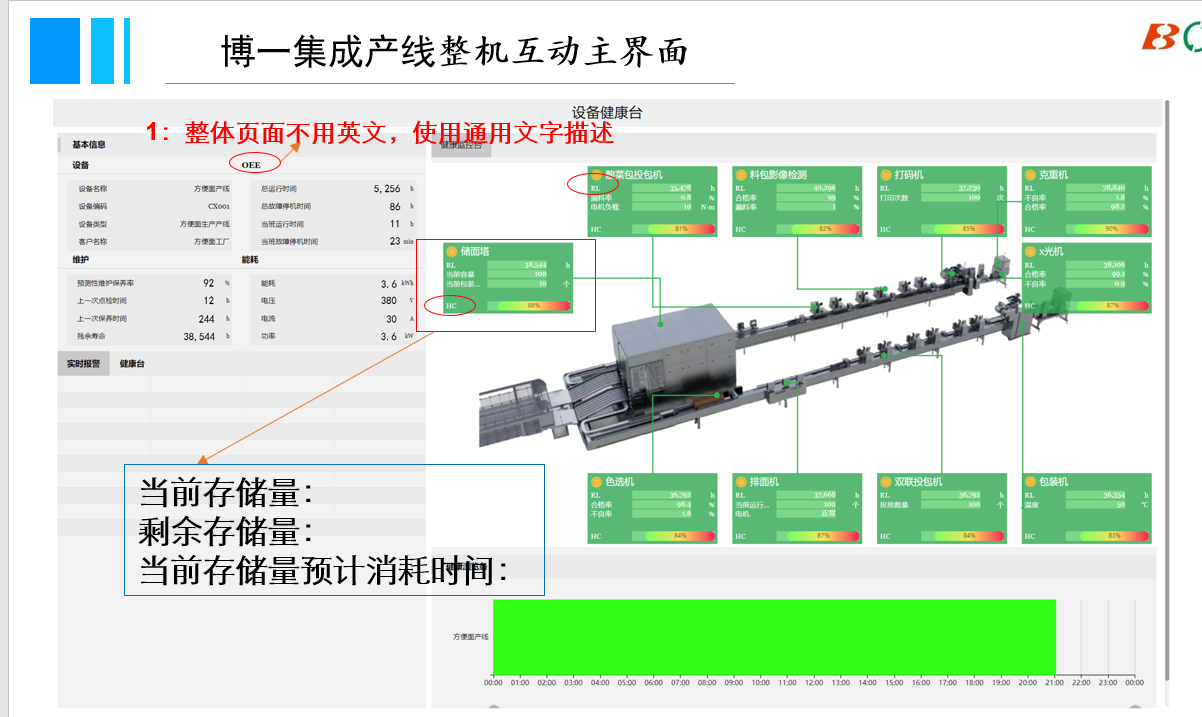 博一集成产线整机互动主界面
设备健康台
1：整体页面不用英文，使用通用文字描述
基本信息
健康监控台
设备
OEE
设备名称 方便面产线 总运行时间 5,256 h
设备编码 CX001 总故障停机时间 86 h
设备类型 方便面生产产线 当班运行时间 11 h
客户名称 方便面工厂 当班故障停机时间 23 min
维护
能耗
预测性维护保养率 92 % 能耗 3.6 kWh
上一次点检时间 12 h 电压 380 V
上一次保养时间 244 h 电流 30 A
残余寿命 38,544 h 功率 3.6 kW
实时报警 健康台
酸菜包投包机
RL 35,478 h
漏料率 0.8 %
电机负载 10 N·m
HC 81%
料包影像检测
RL 40,296 h
合格率 99 %
漏料率 1 %
HC 82%
打码机
RL 37,230 h
打印次数 100 次
HC 85%
克重机
RL 78,840 h
不良率 1.8 %
合格率 98.2 %
HC 90%
储面塔
RL 38,544 h
当前容量 100
当前包装... 10 个
HC 88%
x光机
RL 38,106 h
合格率 99.1 %
不良率 0.9 %
HC 87%
当前存储量：
剩余存储量：
当前存储量预计消耗时间：
色选机
RL 36,792 h
合格率 98.4 %
不良率 1.6 %
HC 84%
排面机
RL 37,668 h
当前运行... 100 个
电机 正常
HC 87%
双联投包机
RL 36,792 h
投放数量 100 个
HC 84%
包装机
RL 36,354 h
温度 50 ℃
HC 83%
方便面产线
00:00 01:00 02:00 03:00 04:00 05:00 06:00 07:00 08:00 09:00 10:00 11:00 12:00 13:00 14:00 15:00 16:00 17:00 18:00 19:00 20:00 21:00 22:00 23:00 00:00